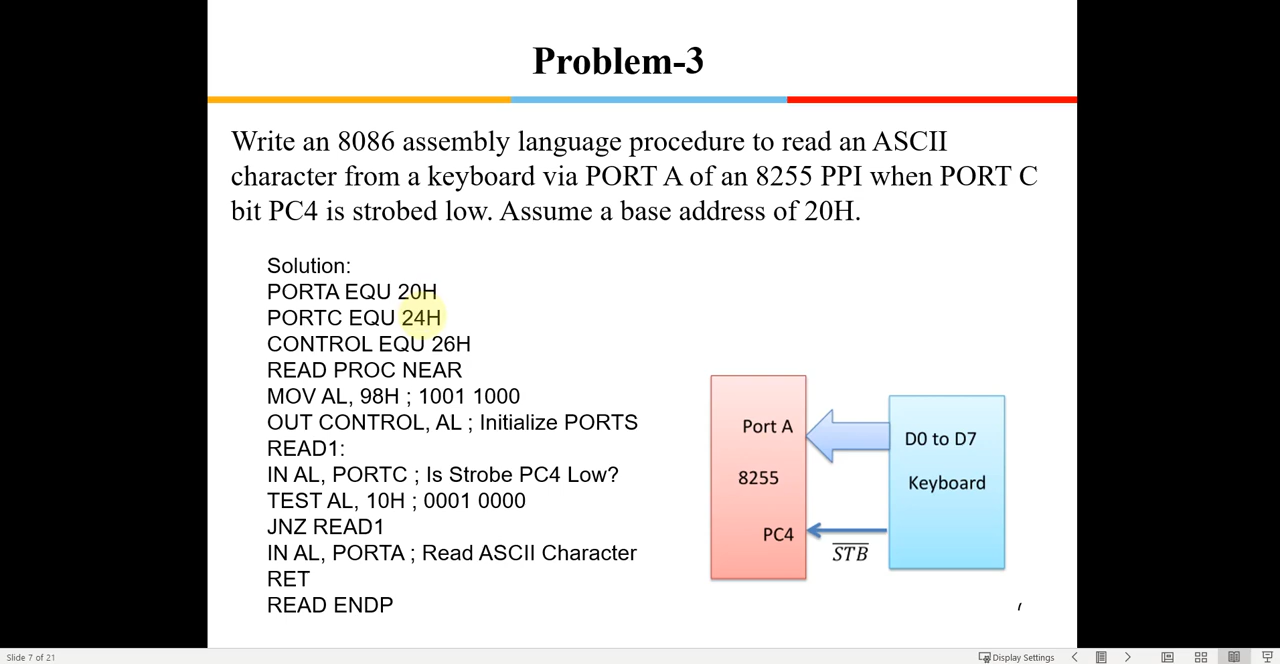 Problem-3
Write an 8086 assembly language procedure to read an ASCII
character from a keyboard via PORT A of an 8255 PPI when PORT C
bit PC4 is strobed low. Assume a base address of 20H.
Solution:
PORTA EQU 20H
PORTC EQU 24H
CONTROL EQU 26H
READ PROC NEAR
MOV AL, 98H ; 1001 1000
OUT CONTROL, AL ; Initialize PORTS
READ1:
IN AL, PORTC ; Is Strobe PC4 Low?
TEST AL, 10H ; 0001 0000
JNZ READ1
IN AL, PORTA ; Read ASCII Character
RET
READ ENDP
Port A
8255
PC4
D0 to D7
Keyboard
STB
Slide 7 of 21
Display Settings